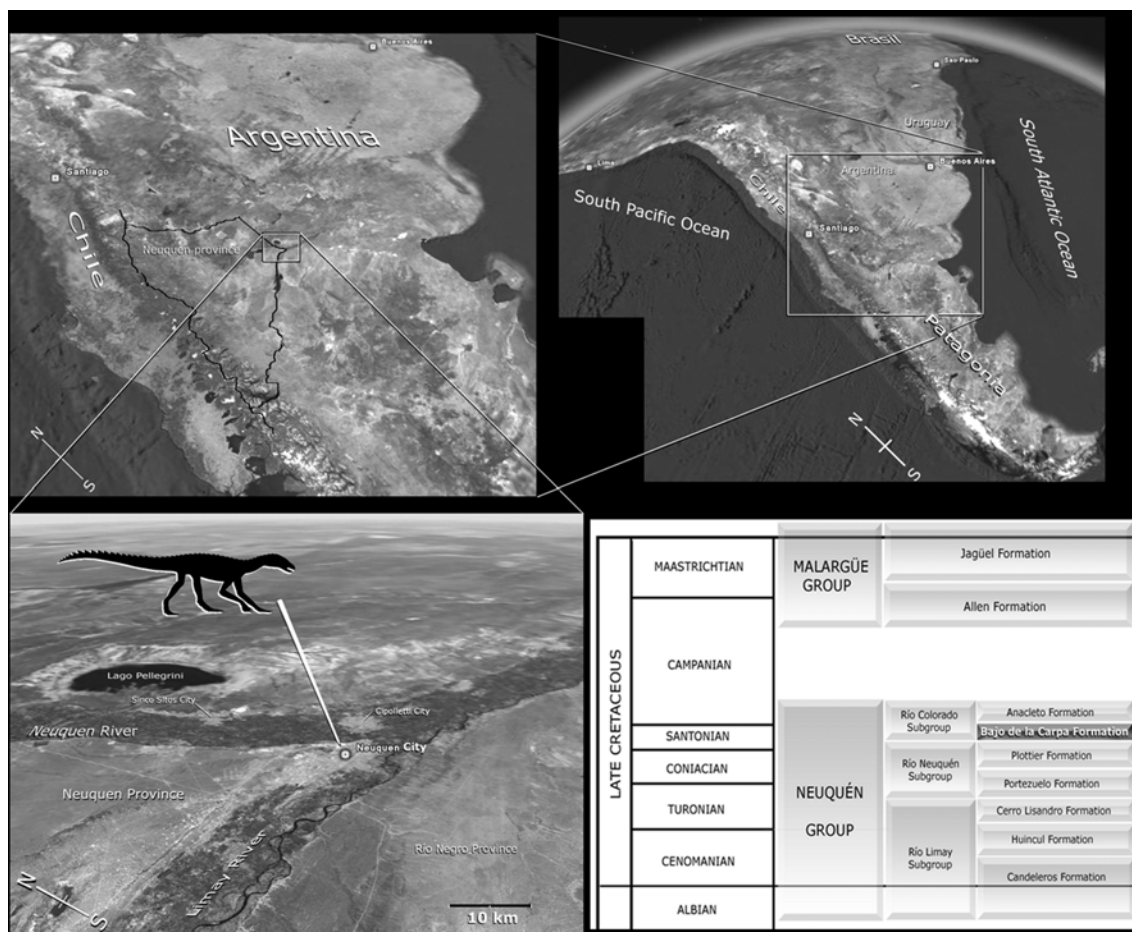 Buenos Aires
Argentina
Santiago
Chile
Neuquén province
N
S
Brasil
Sao Paulo
Uruguay
Lima
Argentina
Buenos Aires
Chile
South Pacific Ocean
Santiago
South Atlantic Ocean
Patagonia
N
S
Lago Pellegrini
Sinco Sltos City
Cipolletti City
Neuquen River
Neuquen City
Neuquen Province
Río Negro Province
Limay River
N
S
10 km
LATE CRETACEOUS
MAASTRICHTIAN
CAMPANIAN
SANTONIAN
CONIACIAN
TURONIAN
CENOMANIAN
ALBIAN
MALARGÜE
GROUP
Jagüel Formation
Allen Formation
NEUQUÉN
GROUP
Río Colorado
Subgroup
Anacleto Formation
Bajo de la Carpa Formation
Río Neuquén
Subgroup
Plottier Formation
Portezuelo Formation
Río Limay
Subgroup
Cerro Lisandro Formation
Huincul Formation
Candeleros Formation